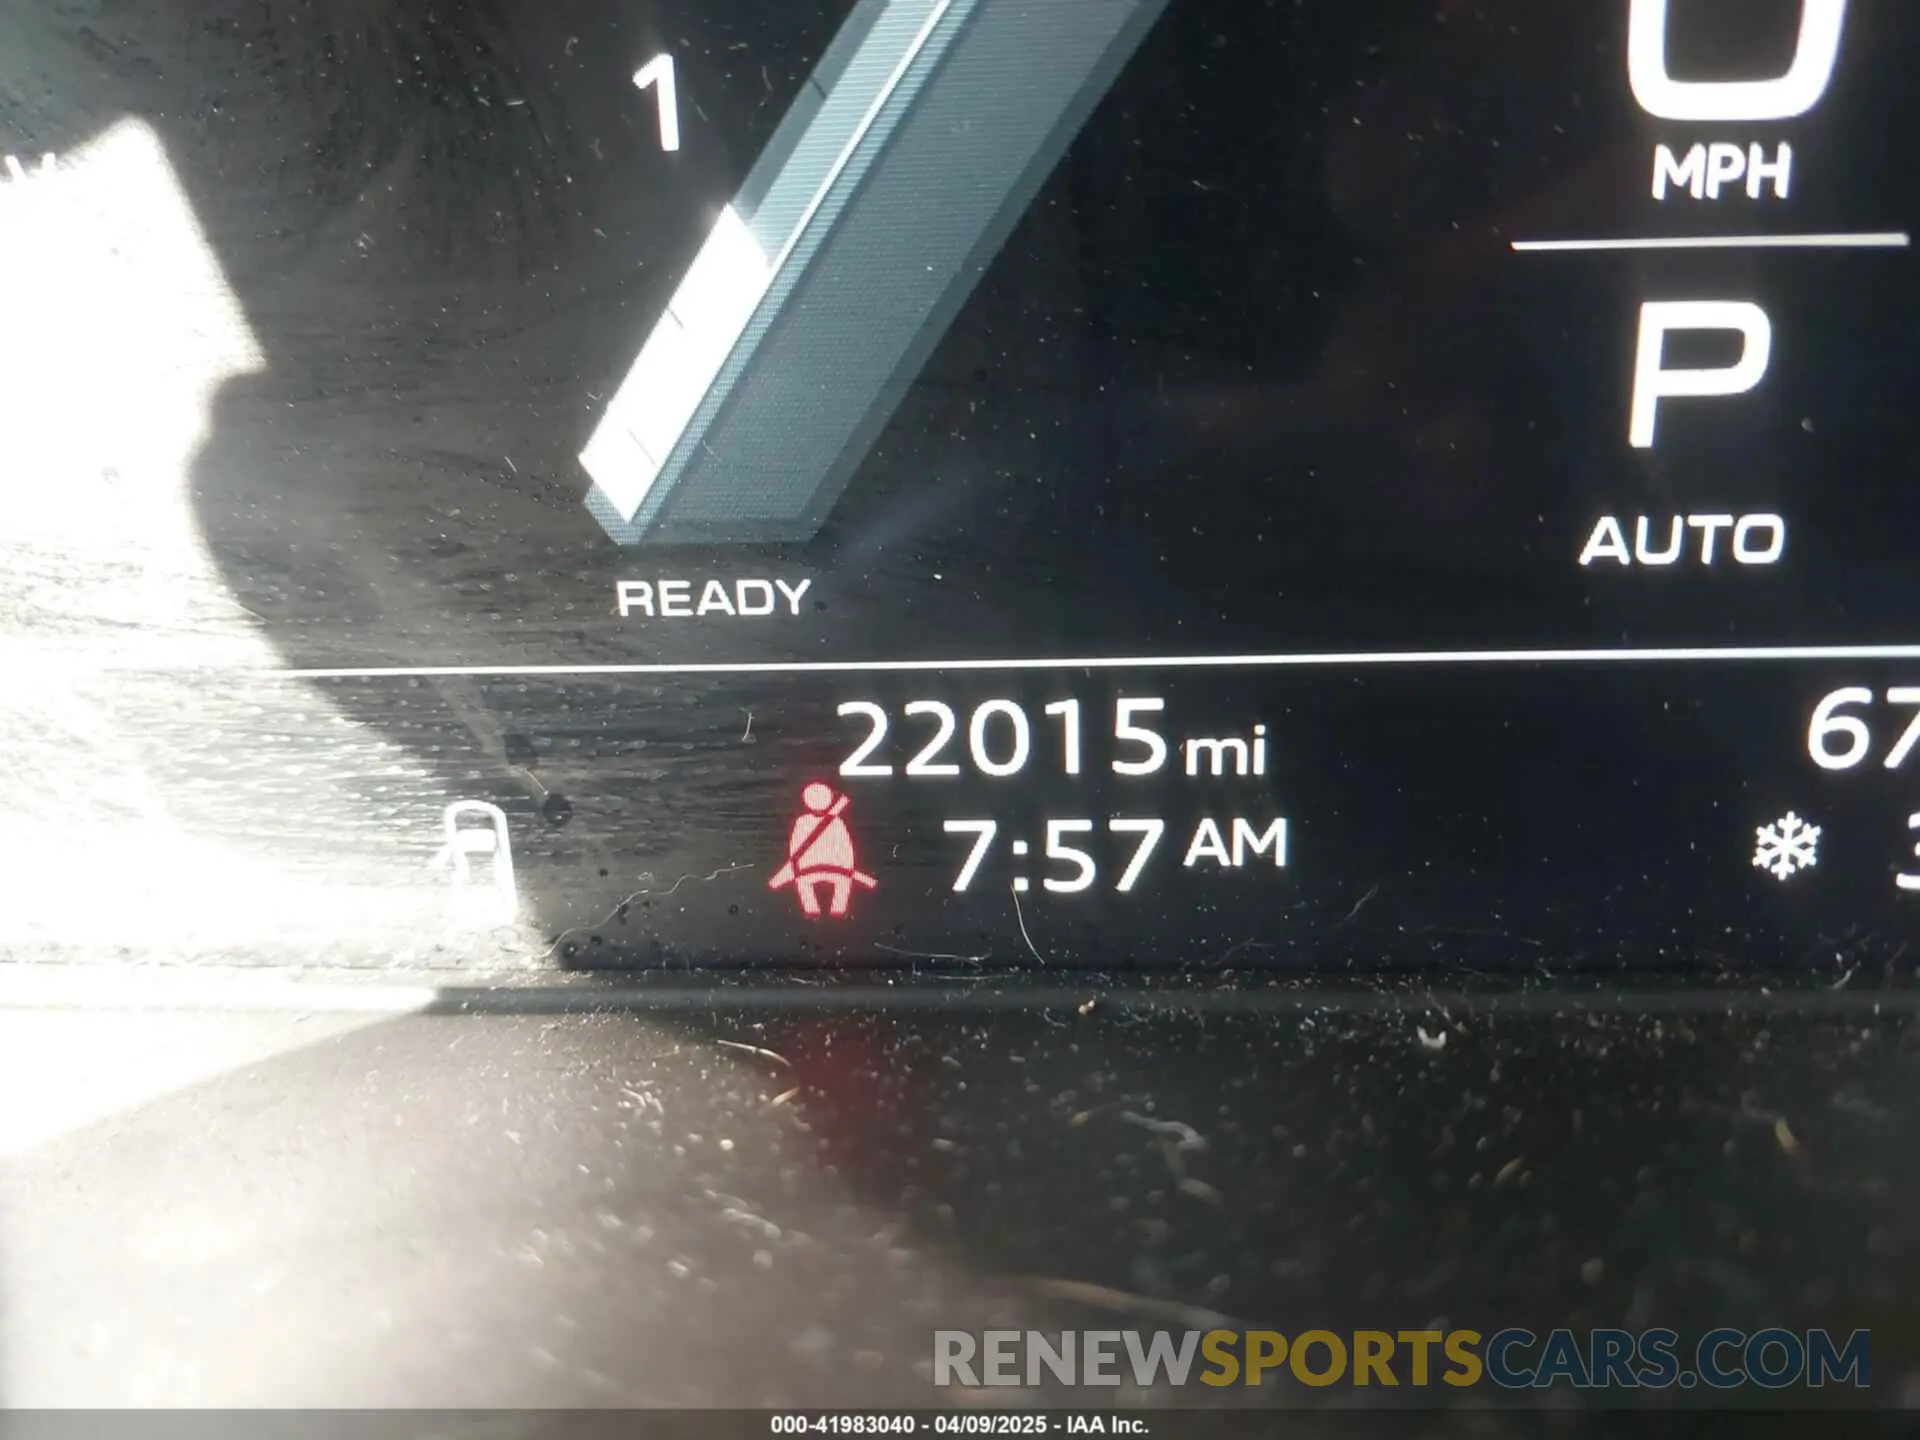 1
0
MPH
P
AUTO
READY
22015 mi
67
7:57 AM
RENEWSPORTSCARS.COM
000-41983040 - 04/09/2025 - IAA Inc.